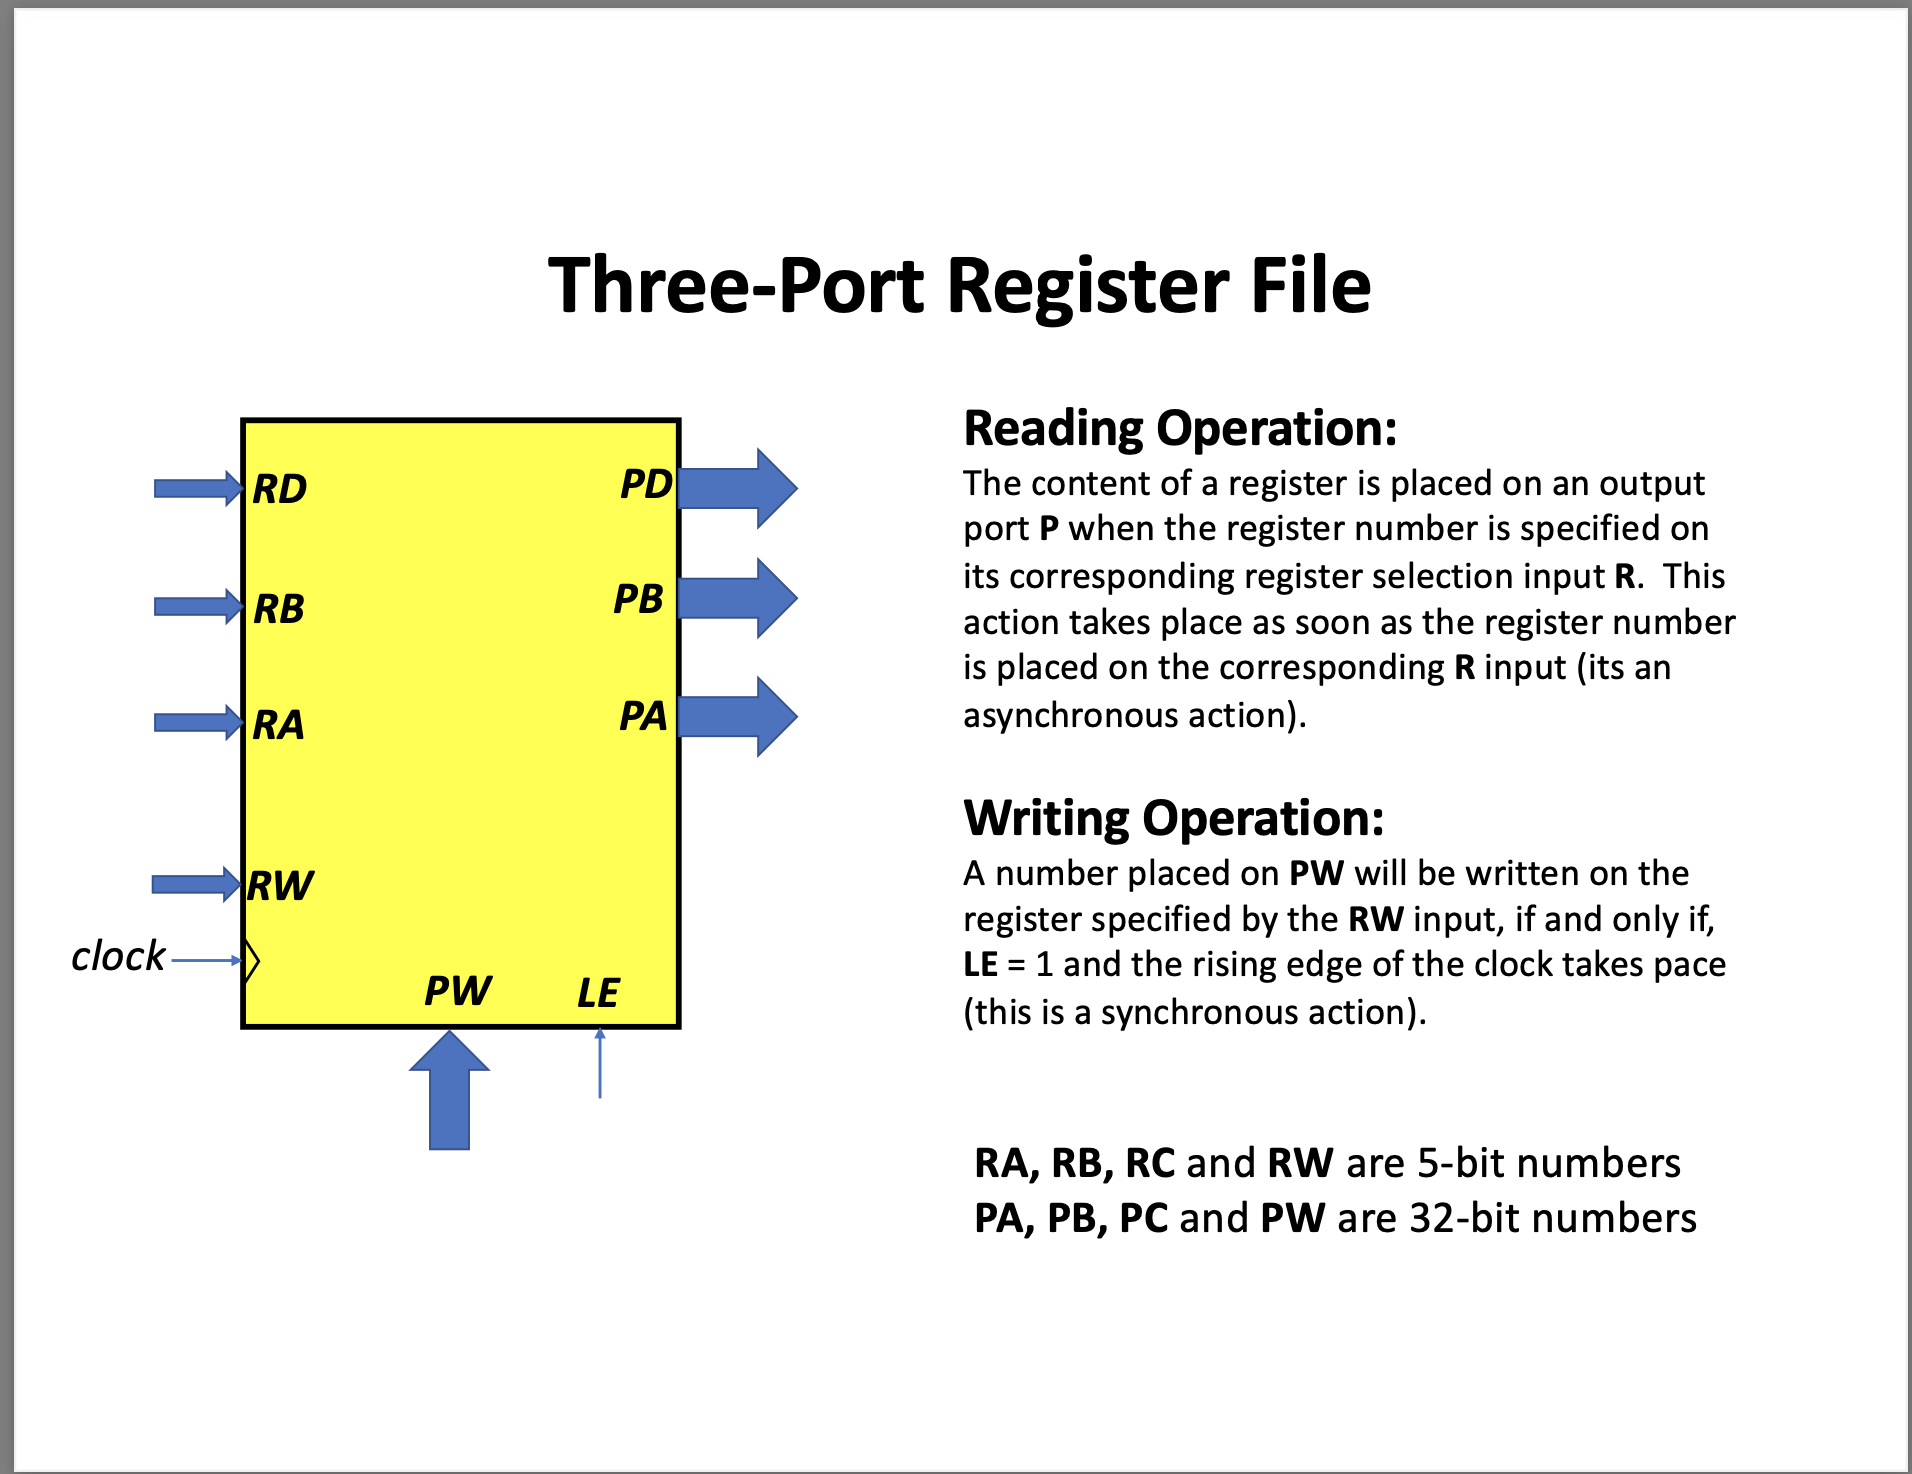 Three-Port Register File
RD
PD
RB
PB
RA
PA
RW
clock
PW
LE
Reading Operation:
The content of a register is placed on an output
port P when the register number is specified on
its corresponding register selection input R.  This
action takes place as soon as the register number
is placed on the corresponding R input (its an
asynchronous action).
Writing Operation:
A number placed on PW will be written on the
register specified by the RW input, if and only if,
LE = 1 and the rising edge of the clock takes pace
(this is a synchronous action).
RA, RB, RC and RW are 5-bit numbers
PA, PB, PC and PW are 32-bit numbers